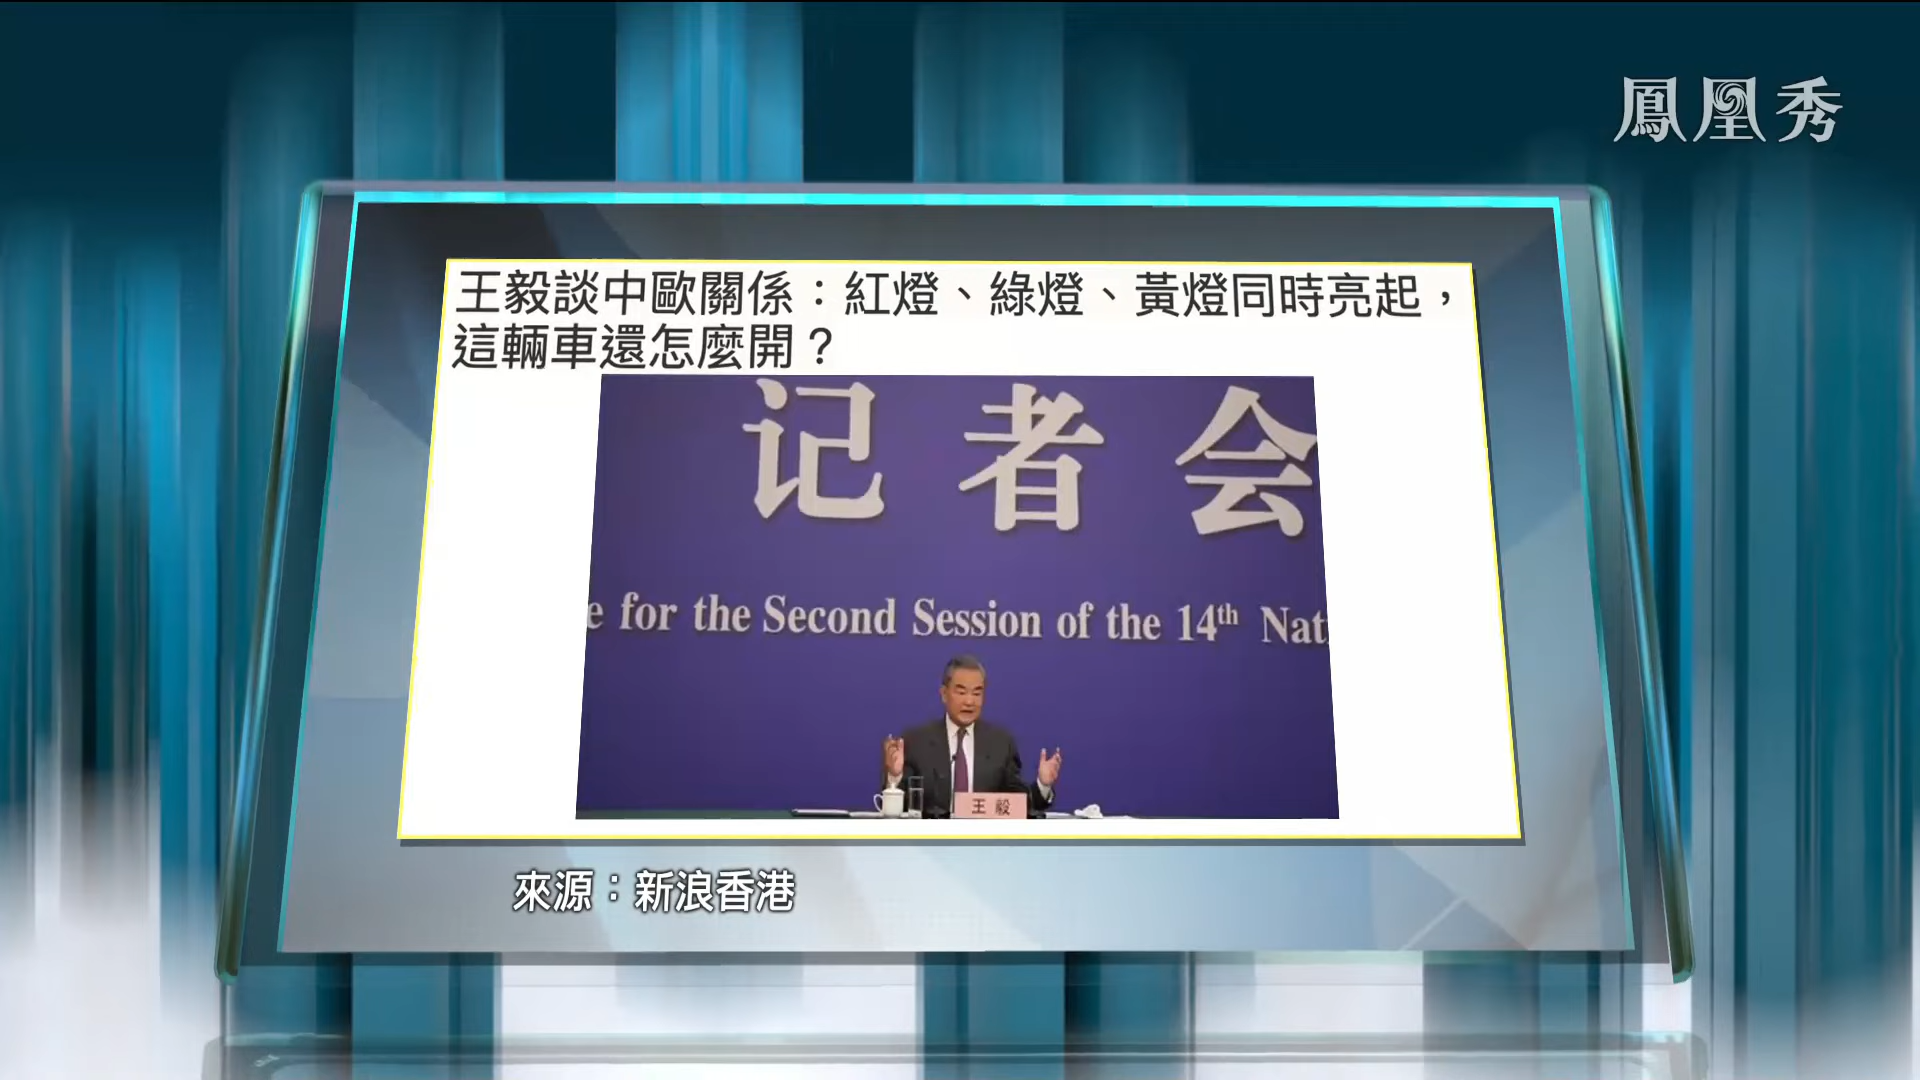 鳳凰秀
王毅談中歐關係：紅燈、綠燈、黃燈同時亮起，
這輛車還怎麼開？
记者会
e for the Second Session of the 14th Nat
王毅
來源：新浪香港